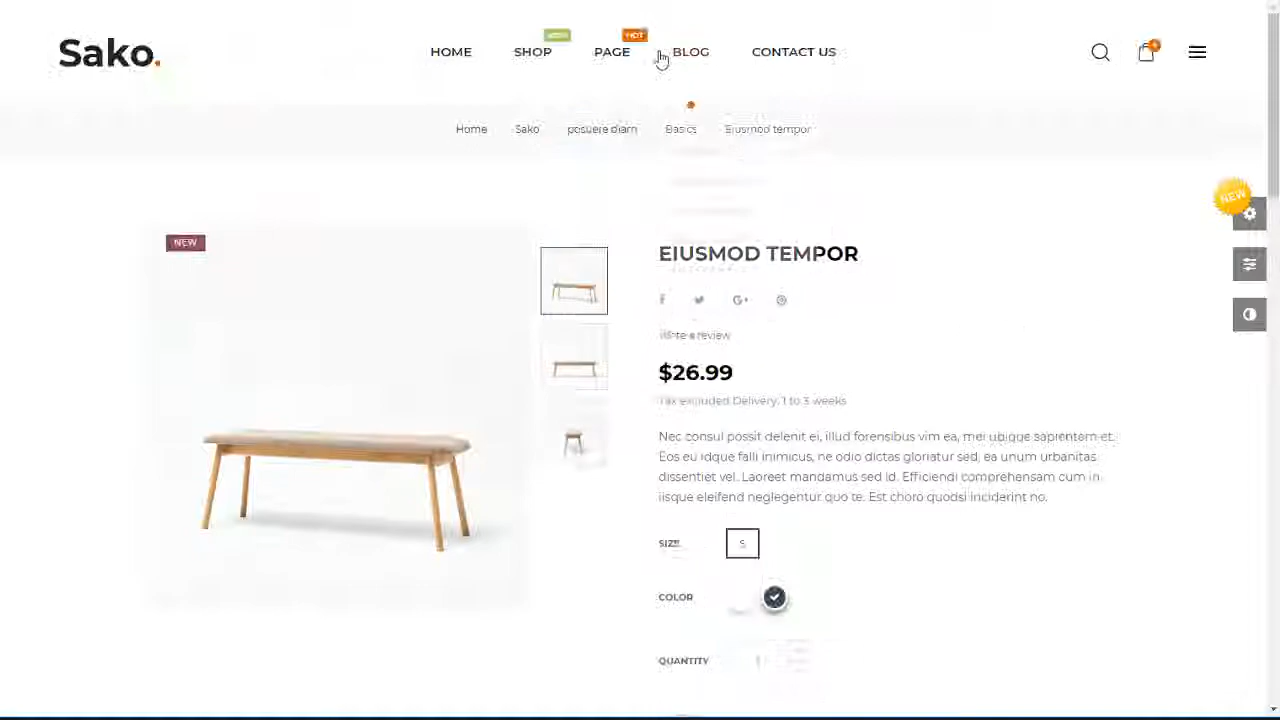 Sako.
HOME SHOP PAGE HOT BLOG CONTACT US
Home Sako posuere diam Basics Eiusmod tempor
NEW
NEW
EIUSMOD TEMPOR
Write a review
$26.99
Tax excluded Delivery: 1 to 3 weeks
Nec consul possit delenit ei, illud forensibus vim ea, mei ubique sapientem et.
Eos eu idque falli inimicus, ne odio dictas gloriatur sed, ea unum urbanitas
dissentiet vel. Laoreet mandamus sed id. Efficiendi comprehensam cum in,
iisque eleifend neglegentur quo te. Est choro quodsi inciderint no.
SIZE S
COLOR
QUANTITY 1